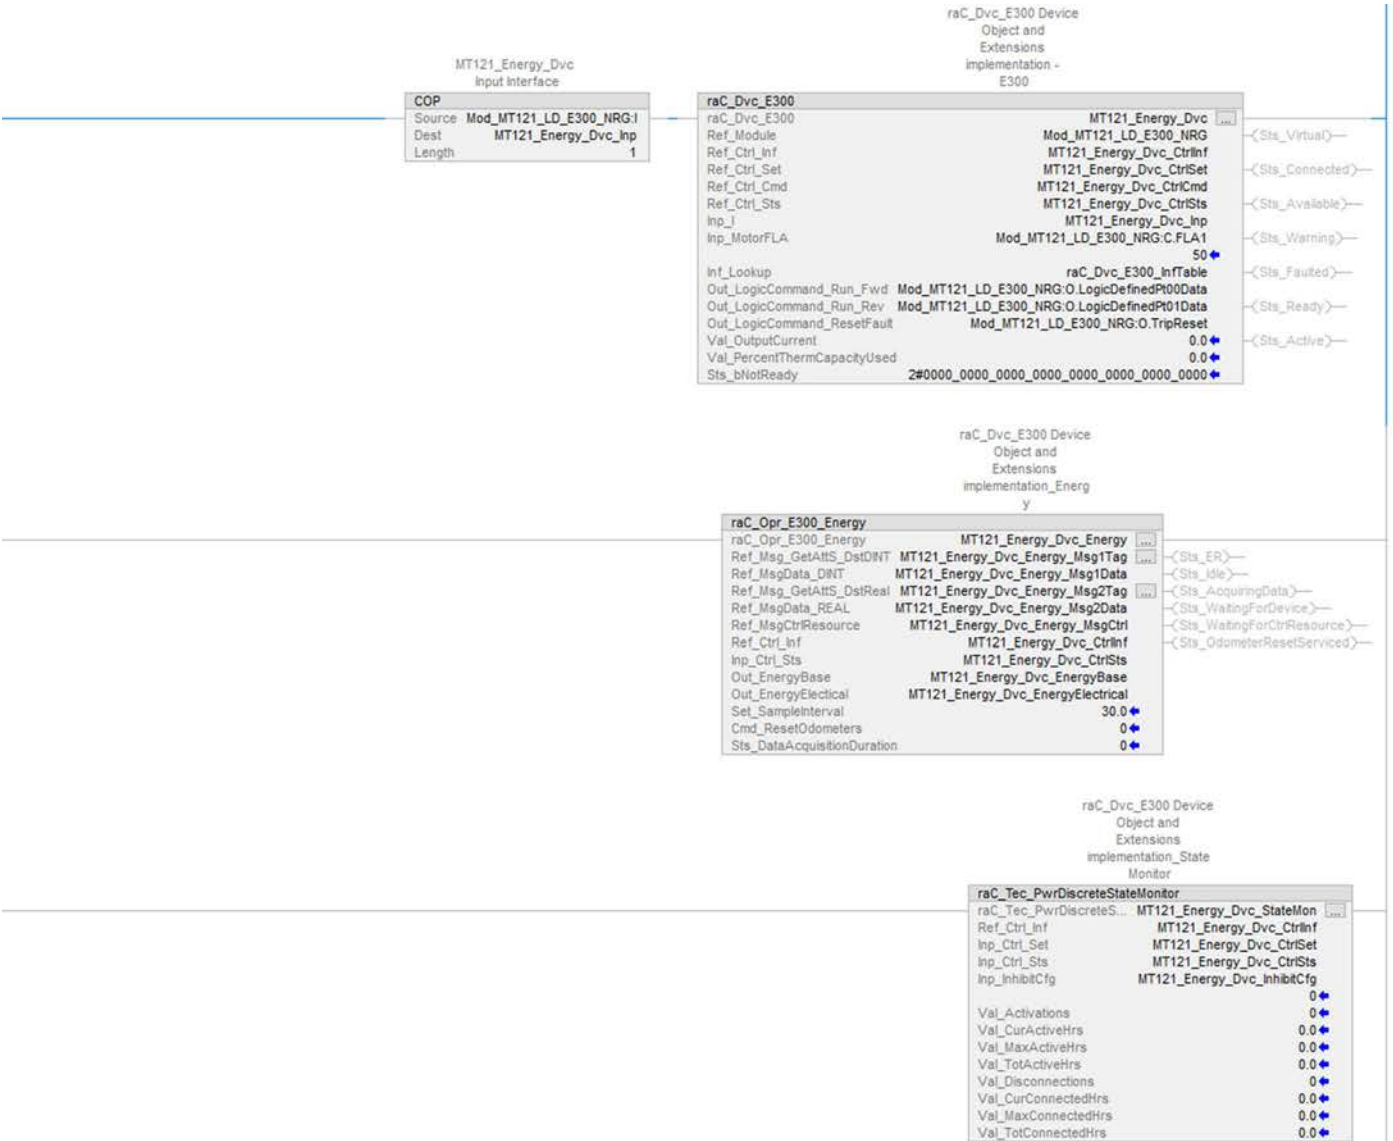 raC_Dvc_E300 Device
Object and
Extensions
implementation -
E300
MT121_Energy_Dvc
Input Interface
COP
Source Mod_MT121_LD_E300_NRG:I
Dest MT121_Energy_Dvc_Inp
Length 1
raC_Dvc_E300
raC_Dvc_E300 MT121_Energy_Dvc ...
Ref_Module Mod_MT121_LD_E300_NRG (Sts_Virtual)
Ref_Ctrl_Inf MT121_Energy_Dvc_CtrlInf
Ref_Ctrl_Set MT121_Energy_Dvc_CtrlSet (Sts_Connected)
Ref_Ctrl_Cmd MT121_Energy_Dvc_CtrlCmd
Ref_Ctrl_Sts MT121_Energy_Dvc_CtrlSts (Sts_Available)
Inp_I MT121_Energy_Dvc_Inp
Inp_MotorFLA Mod_MT121_LD_E300_NRG:C.FLA1 (Sts_Warning)
50
Inf_Lookup raC_Dvc_E300_InfTable (Sts_Faulted)
Out_LogicCommand_Run_Fwd Mod_MT121_LD_E300_NRG:O.LogicDefinedPt00Data
Out_LogicCommand_Run_Rev Mod_MT121_LD_E300_NRG:O.LogicDefinedPt01Data (Sts_Ready)
Out_LogicCommand_ResetFault Mod_MT121_LD_E300_NRG:O.TripReset
Val_OutputCurrent 0.0 (Sts_Active)
Val_PercentThermCapacityUsed 0.0
Sts_bNotReady 2#0000_0000_0000_0000_0000_0000_0000_0000
raC_Dvc_E300 Device
Object and
Extensions
implementation_Energ
y
raC_Opr_E300_Energy
raC_Opr_E300_Energy MT121_Energy_Dvc_Energy ...
Ref_Msg_GetAttS_DstDINT MT121_Energy_Dvc_Energy_Msg1Tag ... (Sts_ER)
Ref_MsgData_DINT MT121_Energy_Dvc_Energy_Msg1Data (Sts_Idle)
Ref_Msg_GetAttS_DstReal MT121_Energy_Dvc_Energy_Msg2Tag ... (Sts_AcquiringData)
Ref_MsgData_REAL MT121_Energy_Dvc_Energy_Msg2Data (Sts_WaitingForDevice)
Ref_MsgCtrlResource MT121_Energy_Dvc_Energy_MsgCtrl (Sts_WaitingForCtrlResource)
Ref_Ctrl_Inf MT121_Energy_Dvc_CtrlInf (Sts_OdometerResetServiced)
Inp_Ctrl_Sts MT121_Energy_Dvc_CtrlSts
Out_EnergyBase MT121_Energy_Dvc_EnergyBase
Out_EnergyElectical MT121_Energy_Dvc_EnergyElectrical
Set_SampleInterval 30.0
Cmd_ResetOdometers 0
Sts_DataAcquisitionDuration 0
raC_Dvc_E300 Device
Object and
Extensions
implementation_State
Monitor
raC_Tec_PwrDiscreteStateMonitor
raC_Tec_PwrDiscreteS... MT121_Energy_Dvc_StateMon ...
Ref_Ctrl_Inf MT121_Energy_Dvc_CtrlInf
Inp_Ctrl_Set MT121_Energy_Dvc_CtrlSet
Inp_Ctrl_Sts MT121_Energy_Dvc_CtrlSts
Inp_InhibitCfg MT121_Energy_Dvc_InhibitCfg
0
Val_Activations 0
Val_CurActiveHrs 0.0
Val_MaxActiveHrs 0.0
Val_TotActiveHrs 0.0
Val_Disconnections 0
Val_CurConnectedHrs 0.0
Val_MaxConnectedHrs 0.0
Val_TotConnectedHrs 0.0